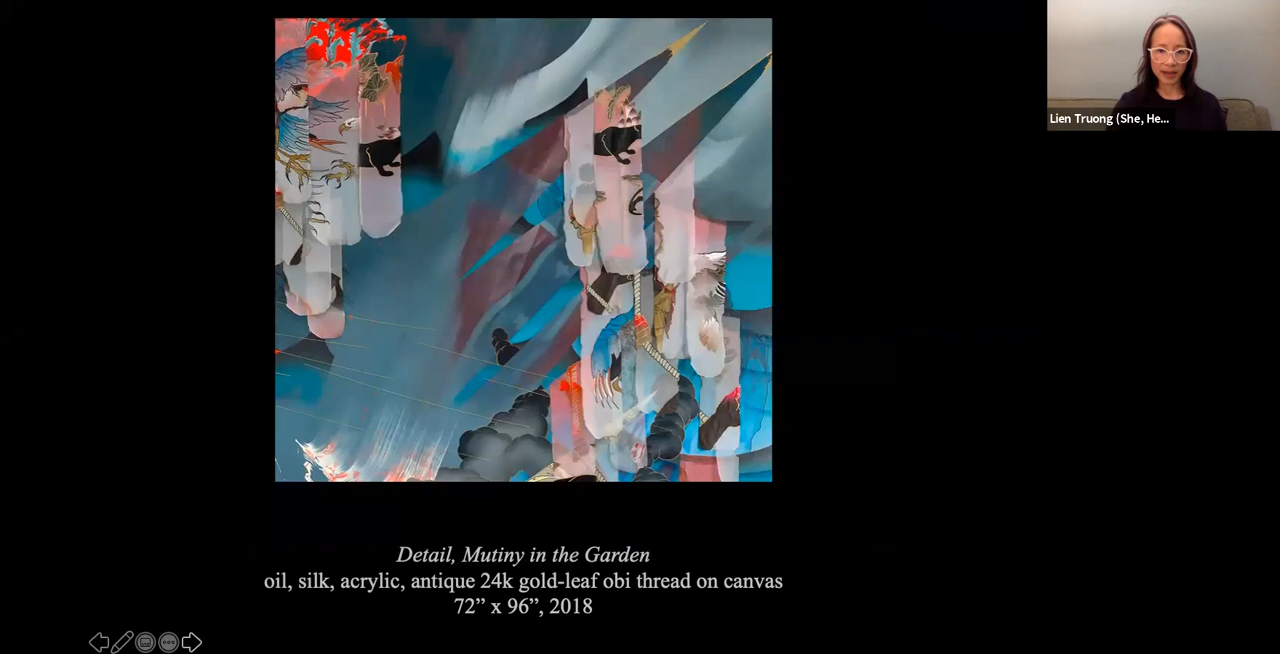 Lien Truong (She, He...
Detail, Mutiny in the Garden
oil, silk, acrylic, antique 24k gold-leaf obi thread on canvas
72” x 96”, 2018